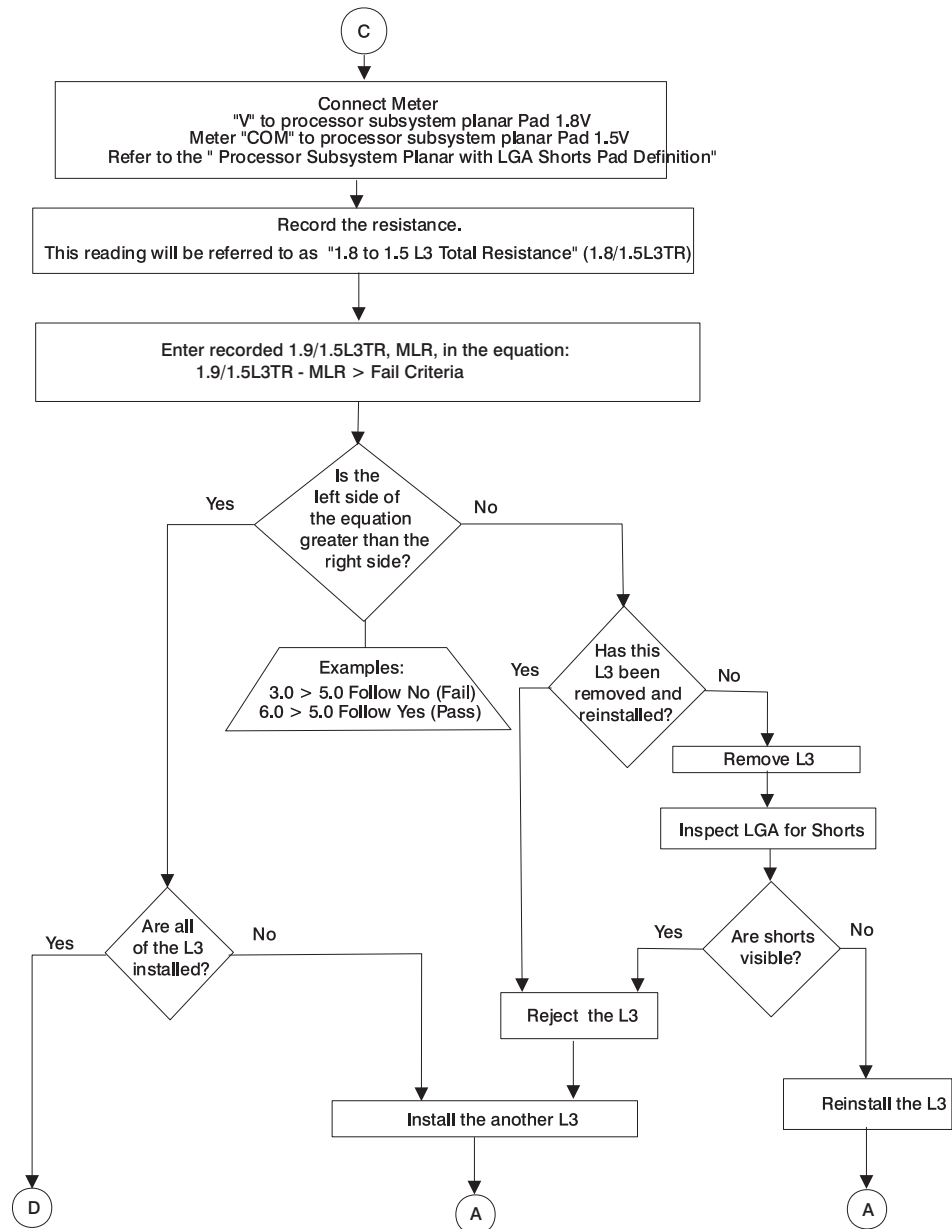 C
Connect Meter
"V" to processor subsystem planar Pad 1.8V
Meter "COM" to processor subsystem planar Pad 1.5V
Refer to the " Processor Subsystem Planar with LGA Shorts Pad Definition"
Record the resistance.
This reading will be referred to as "1.8 to 1.5 L3 Total Resistance" (1.8/1.5L3TR)
Enter recorded 1.9/1.5L3TR, MLR, in the equation:
1.9/1.5L3TR - MLR > Fail Criteria
Is the
left side of
the equation
greater than the
right side?
Yes
No
Examples:
3.0 > 5.0 Follow No (Fail)
6.0 > 5.0 Follow Yes (Pass)
Has this
L3 been
removed and
reinstalled?
Yes
No
Remove L3
Inspect LGA for Shorts
Are all
of the L3
installed?
Yes
No
Are shorts
visible?
Yes
No
Reject the L3
Install the another L3
Reinstall the L3
D
A
A